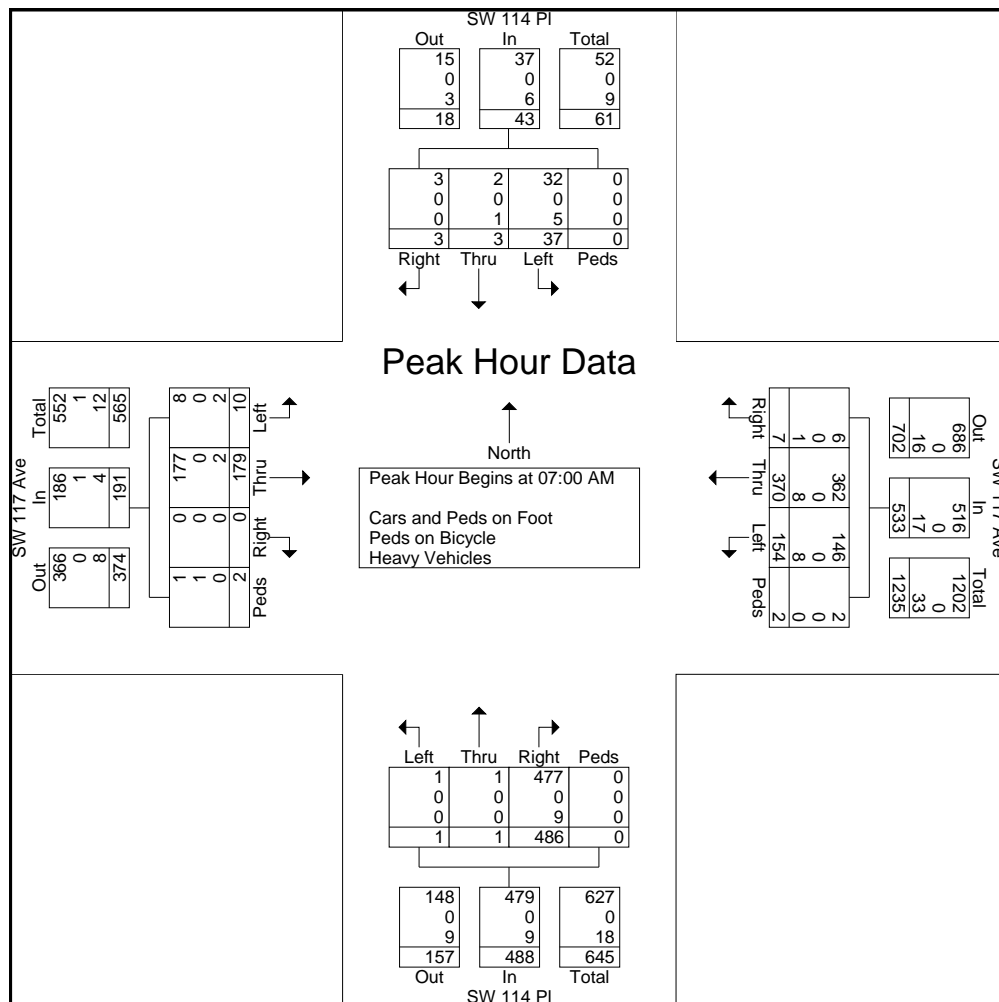 SW 114 Pl
Out In Total
15 37 52
0 0 0
3 6 9
18 43 61
3 2 32 0
0 0 0 0
0 1 5 0
3 3 37 0
Right Thru Left Peds
Peak Hour Data
North
Peak Hour Begins at 07:00 AM
Cars and Peds on Foot
Peds on Bicycle
Heavy Vehicles
SW 117 Ave
Out In Total
366 186 552
0 1 1
8 4 12
374 191 565
Peds Right Thru Left
1 0 177 8
1 0 0 0
0 0 2 2
2 0 179 10
SW 117 Ave
Out In Total
686 516 1202
0 0 0
16 17 33
702 533 1235
6 362 146 2
0 0 0 0
1 8 8 0
7 370 154 2
Right Thru Left Peds
Left Thru Right Peds
1 1 477 0
0 0 0 0
0 0 9 0
1 1 486 0
148 479 627
0 0 0
9 9 18
157 488 645
Out In Total
SW 114 Pl